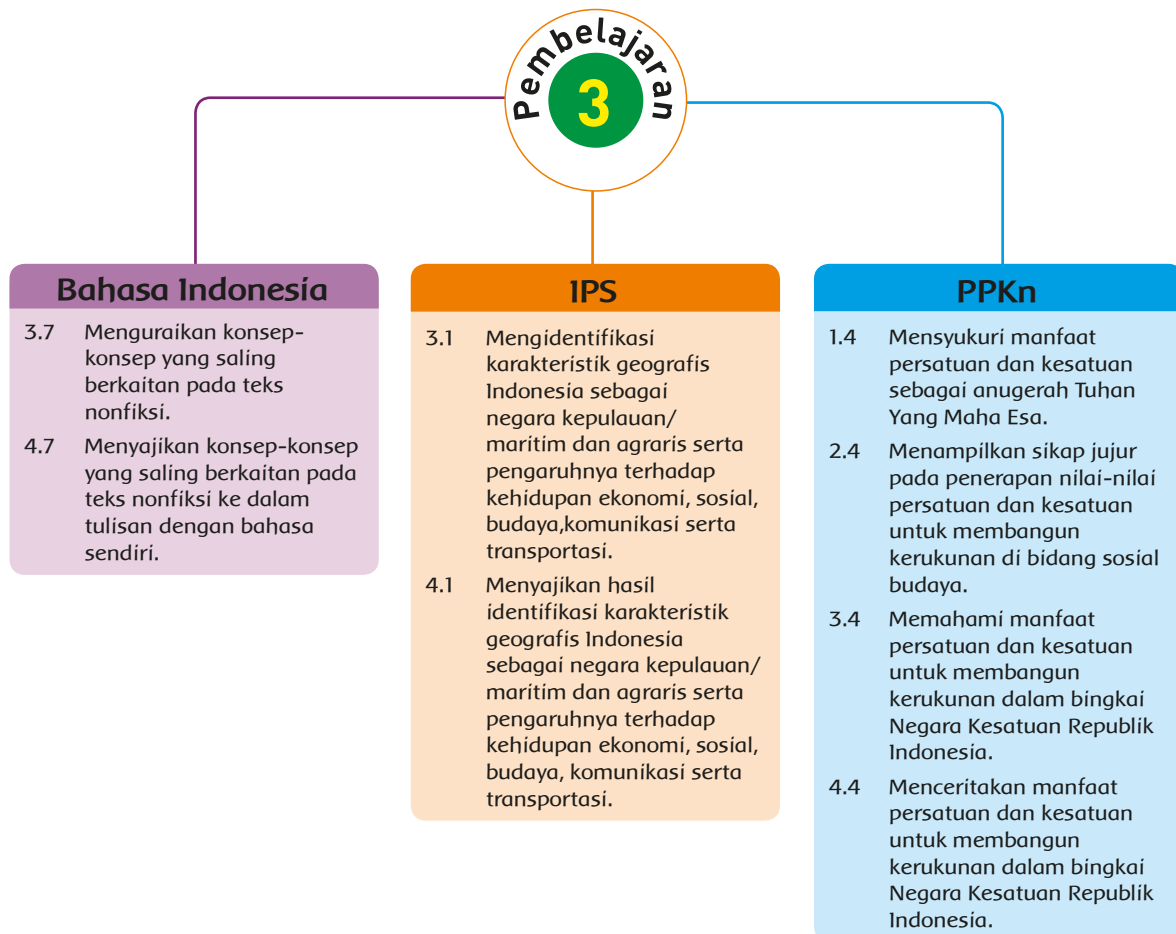 Pembelajaran
3
Bahasa Indonesia
3.7 Menguraikan konsep-
konsep yang saling
berkaitan pada teks
nonfiksi.
4.7 Menyajikan konsep-konsep
yang saling berkaitan pada
teks nonfiksi ke dalam
tulisan dengan bahasa
sendiri.
IPS
3.1 Mengidentifikasi
karakteristik geografis
Indonesia sebagai
negara kepulauan/
maritim dan agraris serta
pengaruhnya terhadap
kehidupan ekonomi, sosial,
budaya,komunikasi serta
transportasi.
4.1 Menyajikan hasil
identifikasi karakteristik
geografis Indonesia
sebagai negara kepulauan/
maritim dan agraris serta
pengaruhnya terhadap
kehidupan ekonomi, sosial,
budaya, komunikasi serta
transportasi.
PPKn
1.4 Mensyukuri manfaat
persatuan dan kesatuan
sebagai anugerah Tuhan
Yang Maha Esa.
2.4 Menampilkan sikap jujur
pada penerapan nilai-nilai
persatuan dan kesatuan
untuk membangun
kerukunan di bidang sosial
budaya.
3.4 Memahami manfaat
persatuan dan kesatuan
untuk membangun
kerukunan dalam bingkai
Negara Kesatuan Republik
Indonesia.
4.4 Menceritakan manfaat
persatuan dan kesatuan
untuk membangun
kerukunan dalam bingkai
Negara Kesatuan Republik
Indonesia.